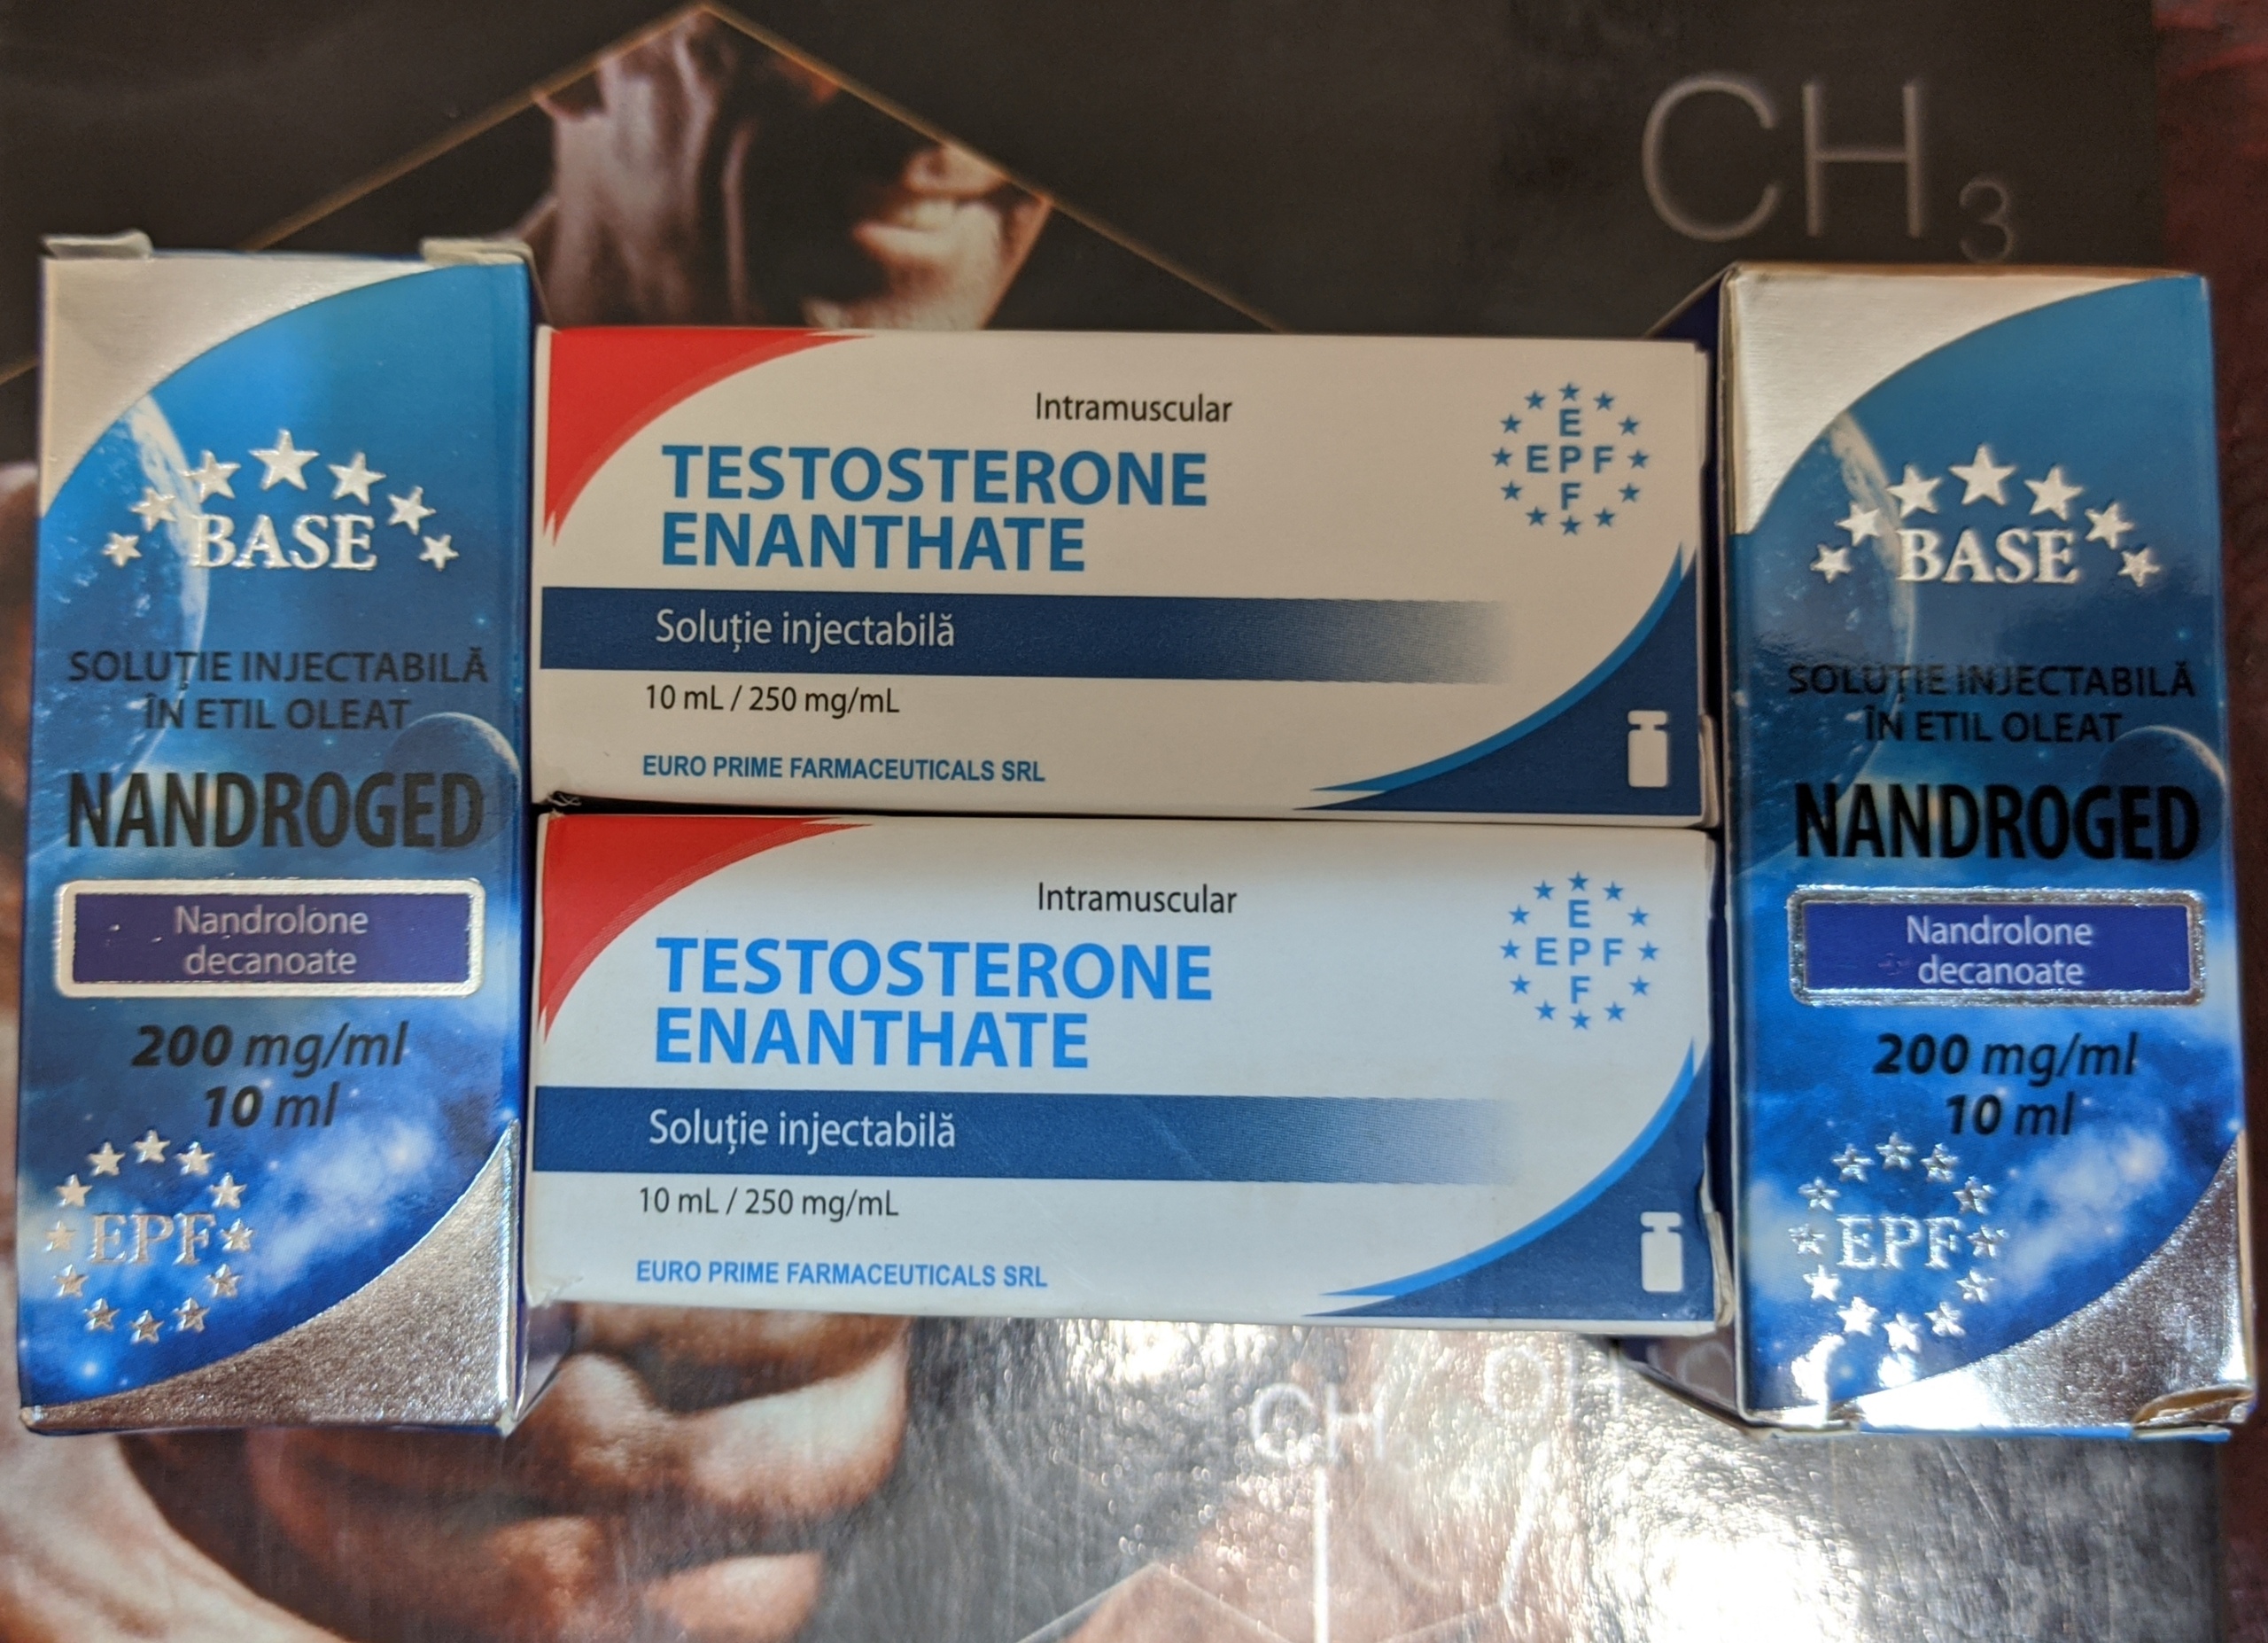 CH3
BASE
SOLUȚIE INJECTABILĂ
ÎN ETIL OLEAT
NANDROGED
Nandrolone
decanoate
200 mg/ml
10 ml
EPF
Intramuscular
TESTOSTERONE
ENANTHATE
Soluție injectabilă
10 mL / 250 mg/mL
EURO PRIME FARMACEUTICALS SRL
E
EPF
F
Intramuscular
TESTOSTERONE
ENANTHATE
Soluție injectabilă
10 mL / 250 mg/mL
EURO PRIME FARMACEUTICALS SRL
E
EPF
F
BASE
SOLUȚIE INJECTABILĂ
ÎN ETIL OLEAT
NANDROGED
Nandrolone
decanoate
200 mg/ml
10 ml
EPF
CH
OH